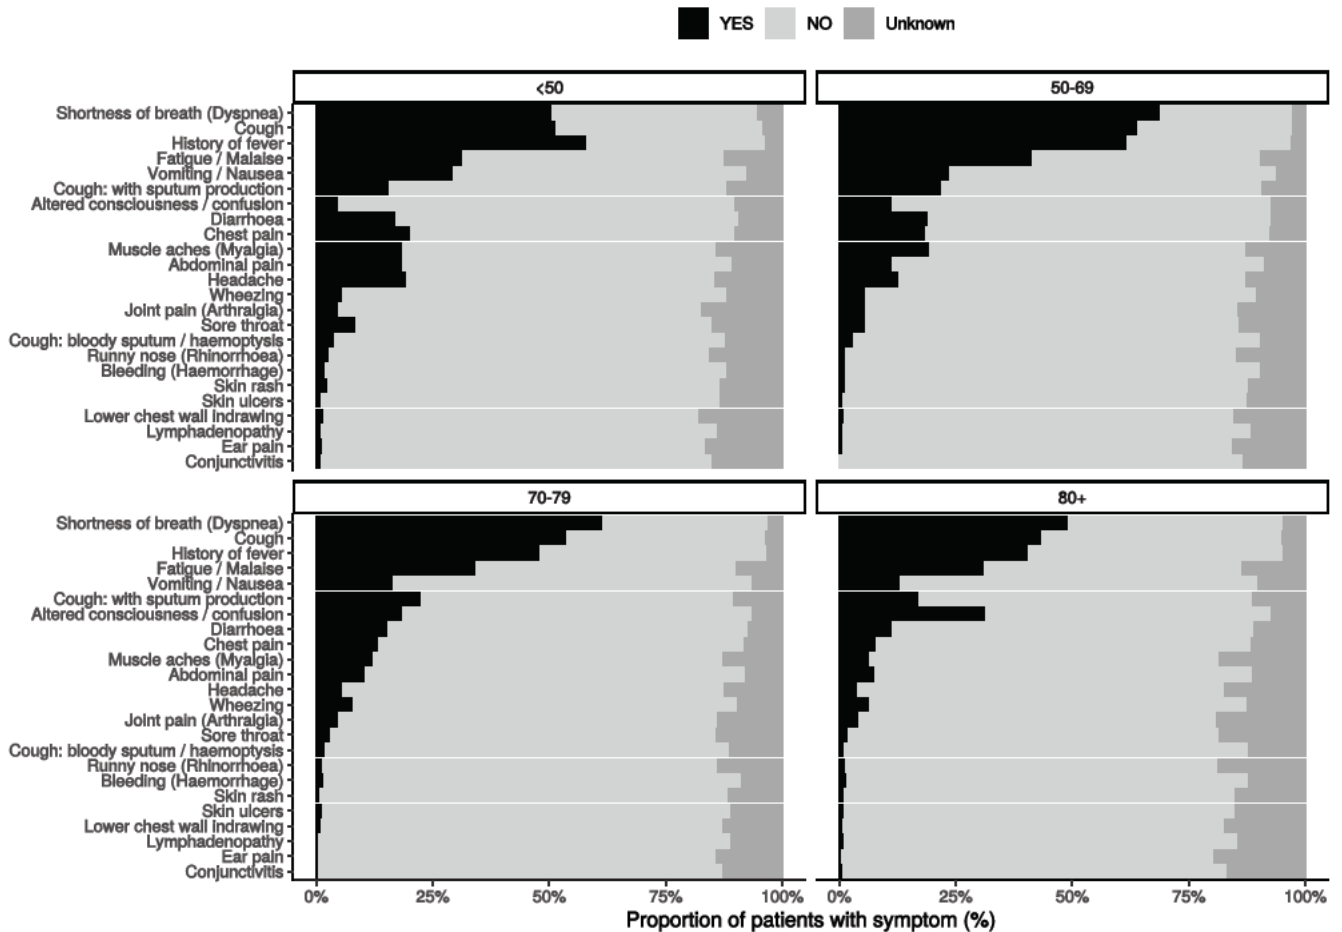 YES NO Unknown
<50 50-69
Shortness of breath (Dyspnea)
Cough
History of fever
Fatigue / Malaise
Vomiting / Nausea
Cough: with sputum production
Altered consciousness / confusion
Diarrhoea
Chest pain
Muscle aches (Myalgia)
Abdominal pain
Headache
Wheezing
Joint pain (Arthralgia)
Sore throat
Cough: bloody sputum / haemoptysis
Runny nose (Rhinorrhoea)
Bleeding (Haemorrhage)
Skin rash
Skin ulcers
Lower chest wall indrawing
Lymphadenopathy
Ear pain
Conjunctivitis
70-79 80+
Shortness of breath (Dyspnea)
Cough
History of fever
Fatigue / Malaise
Vomiting / Nausea
Cough: with sputum production
Altered consciousness / confusion
Diarrhoea
Chest pain
Muscle aches (Myalgia)
Abdominal pain
Headache
Wheezing
Joint pain (Arthralgia)
Sore throat
Cough: bloody sputum / haemoptysis
Runny nose (Rhinorrhoea)
Bleeding (Haemorrhage)
Skin rash
Skin ulcers
Lower chest wall indrawing
Lymphadenopathy
Ear pain
Conjunctivitis
0% 25% 50% 75% 100% 0% 25% 50% 75% 100%
Proportion of patients with symptom (%)